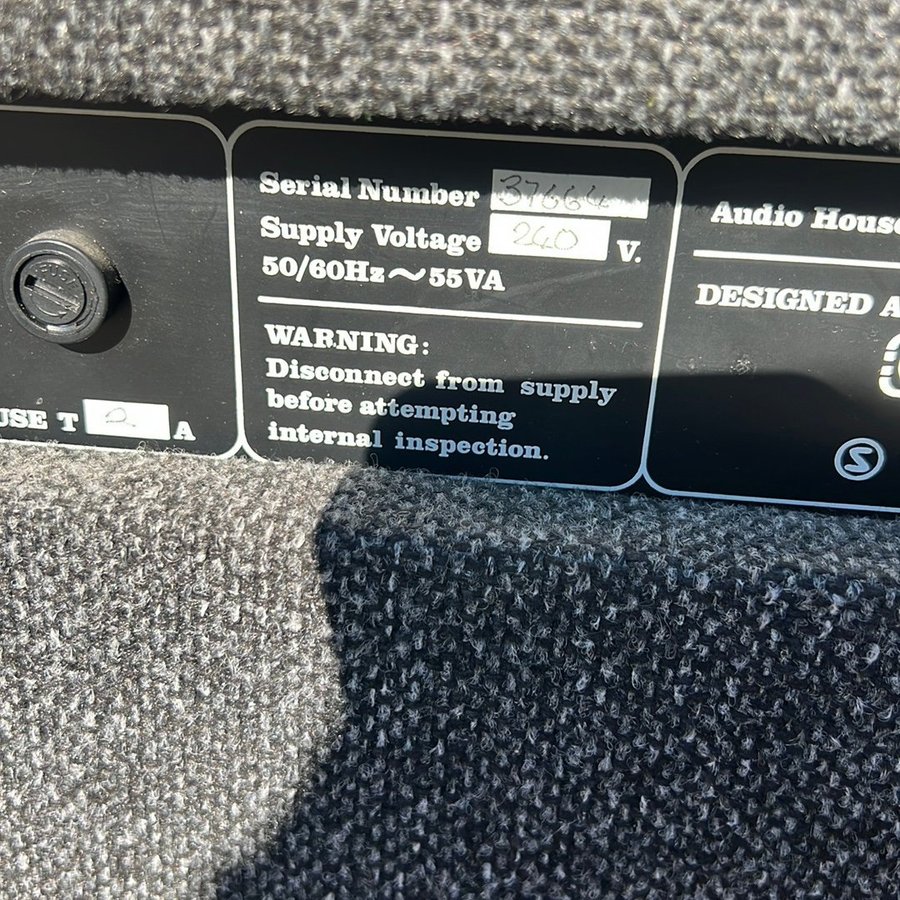 FUSE
USE T 2 A
Serial Number 37664
Supply Voltage 240 V.
50/60Hz~55VA
WARNING:
Disconnect from supply
before attempting
internal inspection.
Audio House
DESIGNED A
S